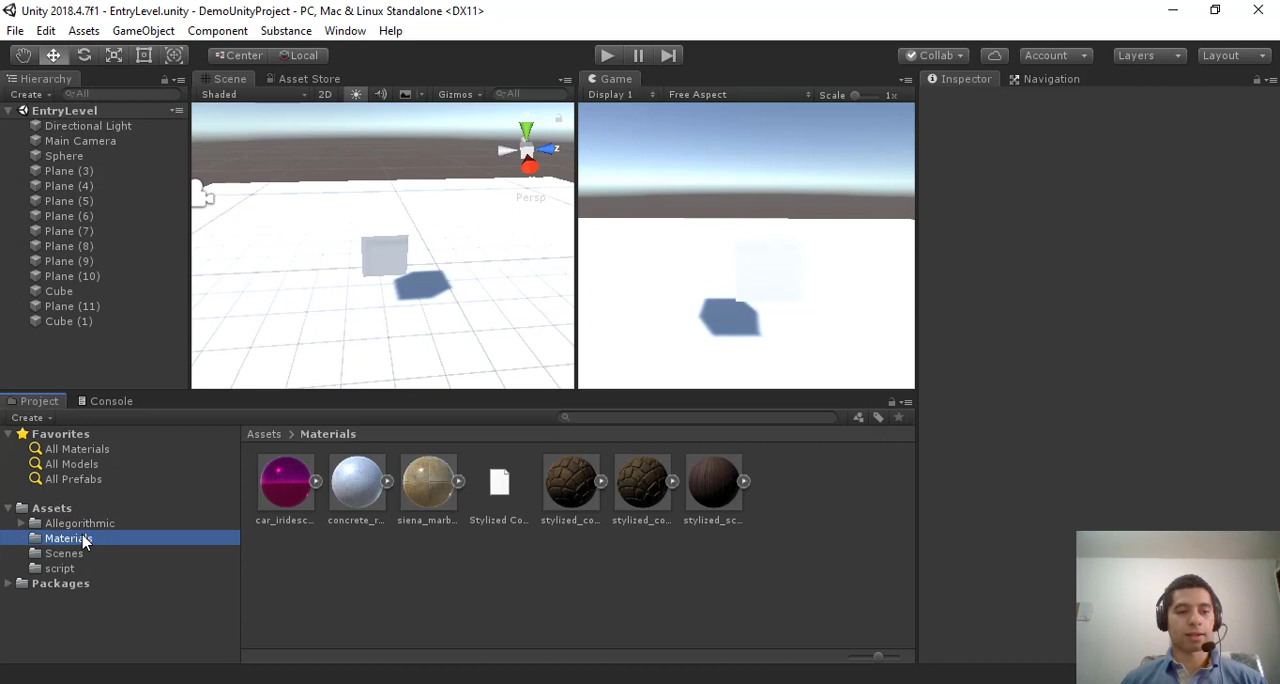 Unity 2018.4.7f1 - EntryLevel.unity - DemoUnityProject - PC, Mac & Linux Standalone <DX11>
File Edit Assets GameObject Component Substance Window Help
Center Local Collab Account Layers Layout
Hierarchy Scene Asset Store Game Inspector Navigation
Create All Shaded 2D Gizmos All Display 1 Free Aspect Scale 1x
EntryLevel
Directional Light
Main Camera
Sphere
Plane (3)
Plane (4)
Plane (5)
Plane (6)
Plane (7)
Plane (8)
Plane (9)
Plane (10)
Cube
Plane (11)
Cube (1)
z
Persp
Project Console
Create
Favorites
All Materials
All Models
All Prefabs
Assets
Allegorithmic
Materials
Scenes
script
Packages
Assets > Materials
car_iridesc... concrete_r... siena_marb... Stylized Co... stylized_co... stylized_co... stylized_sc...